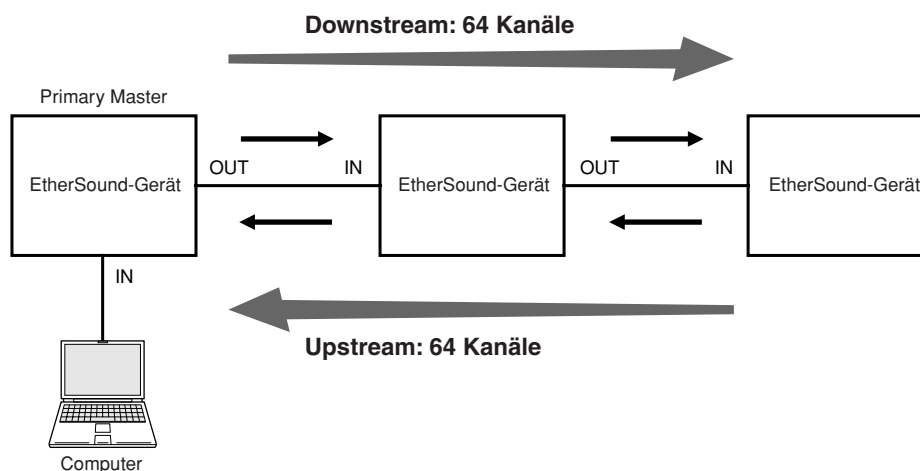 Downstream: 64 Kanäle
Primary Master
EtherSound-Gerät
OUT
IN
EtherSound-Gerät
OUT
IN
EtherSound-Gerät
IN
Upstream: 64 Kanäle
Computer